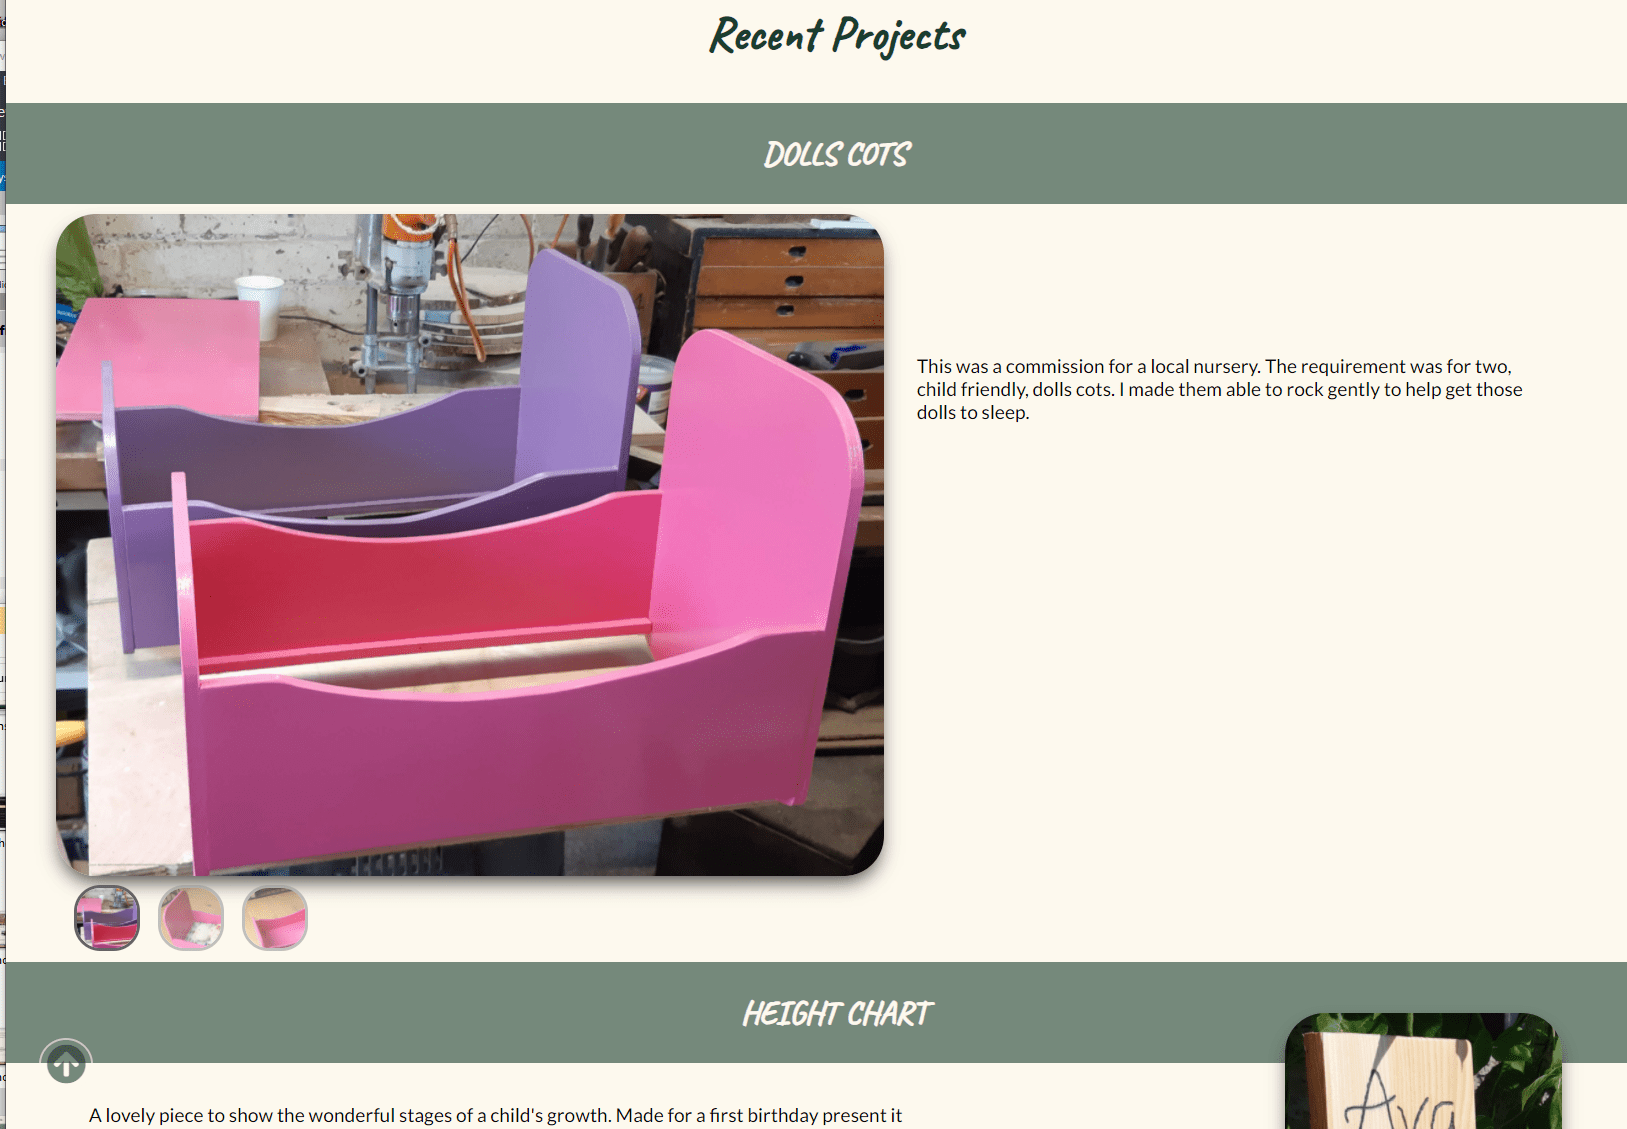 Recent Projects
DOLLS COTS
This was a commission for a local nursery. The requirement was for two,
child friendly, dolls cots. I made them able to rock gently to help get those
dolls to sleep.
HEIGHT CHART
A lovely piece to show the wonderful stages of a child's growth. Made for a first birthday present it
Ava